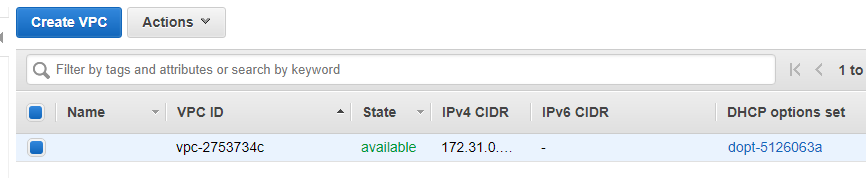 Create VPC Actions
Filter by tags and attributes or search by keyword 1 to
Name VPC ID State IPv4 CIDR IPv6 CIDR DHCP options set
vpc-2753734c available 172.31.0.... - dopt-5126063a